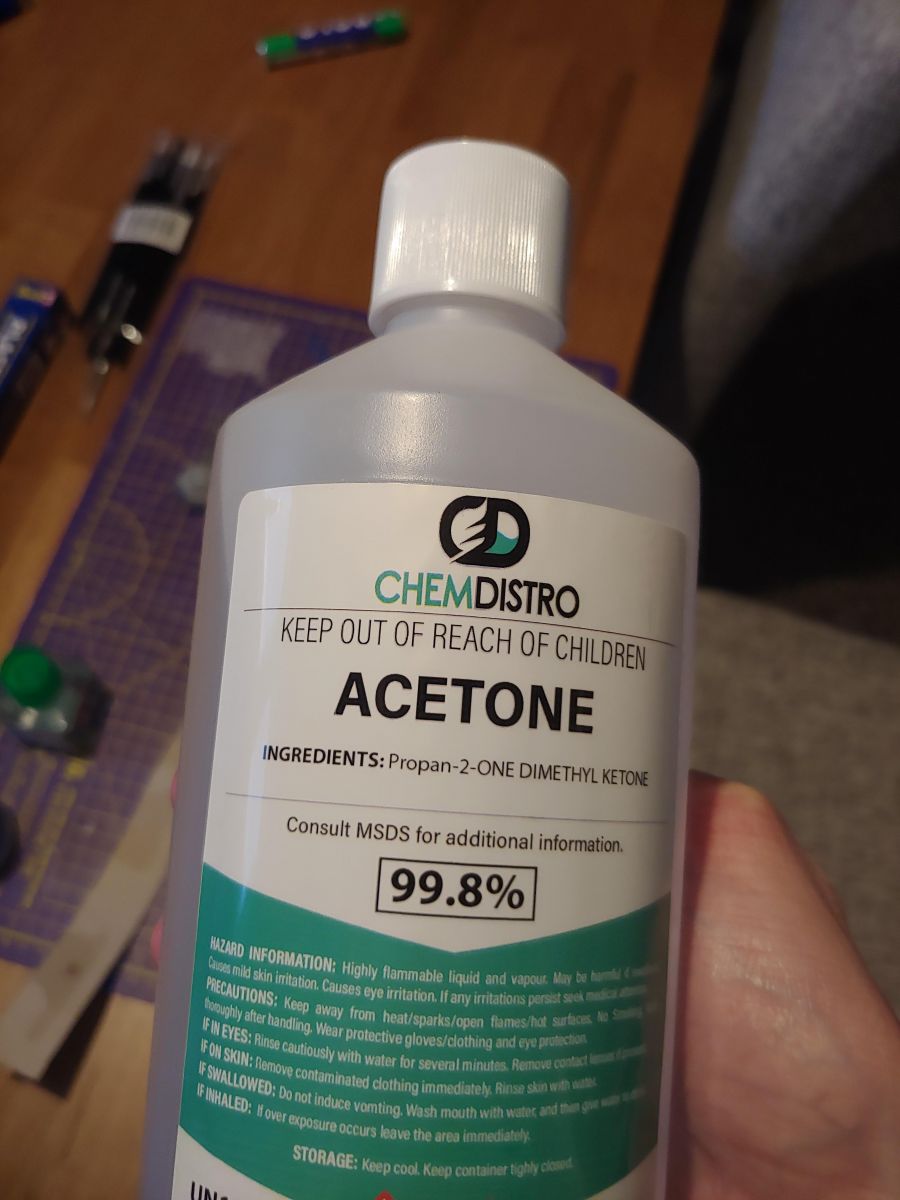 CHEMDISTRO
KEEP OUT OF REACH OF CHILDREN
ACETONE
INGREDIENTS: Propan-2-ONE DIMETHYL KETONE
Consult MSDS for additional information.
99.8%
HAZARD INFORMATION: Highly flammable liquid and vapour. May be harmful if
Causes mild skin irritation. Causes eye irritation. If any irritations persist seek medical
PRECAUTIONS: Keep away from heat/sparks/open flames/hot surfaces. No Smoking.
thoroughly after handling. Wear protective gloves/clothing and eye protection.
IF IN EYES: Rinse cautiously with water for several minutes. Remove contact lenses if
IF ON SKIN: Remove contaminated clothing immediately. Rinse skin with water.
IF SWALLOWED: Do not induce vomting. Wash mouth with water, and then give water
IF INHALED: If over exposure occurs leave the area immediately.
STORAGE: Keep cool. Keep container tighly closed.